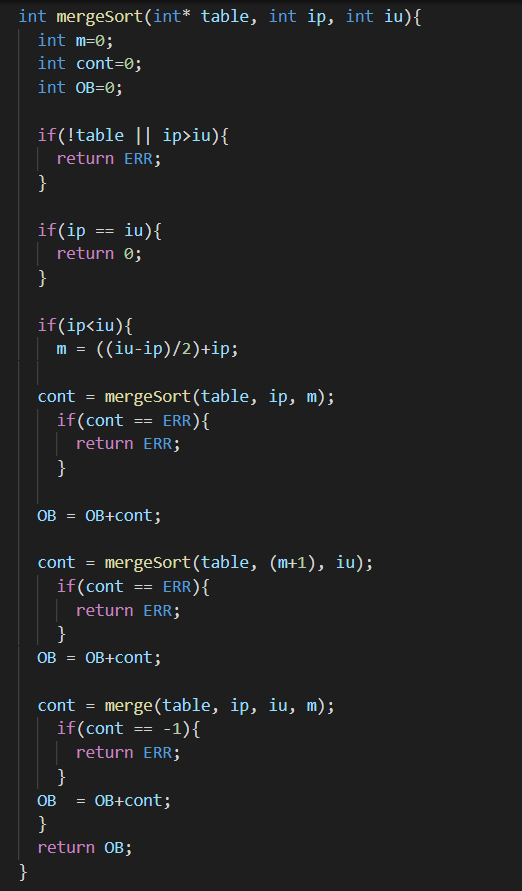 int mergeSort(int* table, int ip, int iu){
  int m=0;
  int cont=0;
  int OB=0;

  if(!table || ip>iu){
    return ERR;
  }

  if(ip == iu){
    return 0;
  }

  if(ip<iu){
    m = ((iu-ip)/2)+ip;

  cont = mergeSort(table, ip, m);
    if(cont == ERR){
      return ERR;
    }

  OB = OB+cont;

  cont = mergeSort(table, (m+1), iu);
    if(cont == ERR){
      return ERR;
    }
  OB = OB+cont;

  cont = merge(table, ip, iu, m);
    if(cont == -1){
      return ERR;
    }
  OB  = OB+cont;
  }
  return OB;
}